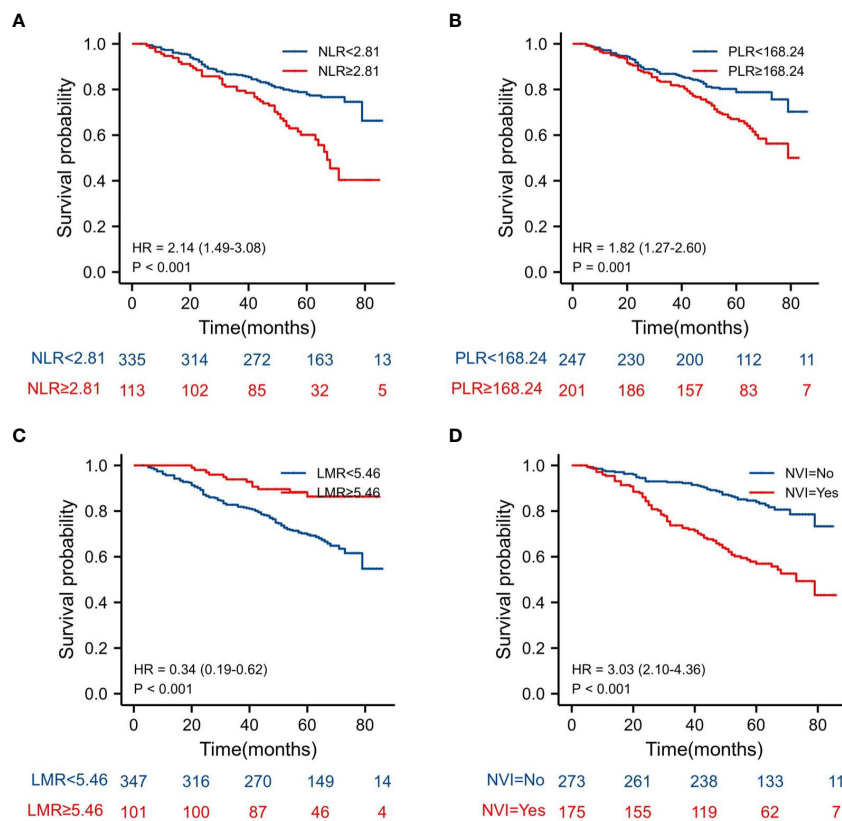 A
Survival probability
1.0
0.8
0.6
0.4
0.2
0.0
NLR<2.81
NLR≥2.81
HR = 2.14 (1.49-3.08)
P < 0.001
0 20 40 60 80
Time(months)
NLR<2.81 335 314 272 163 13
NLR≥2.81 113 102 85 32 5
B
Survival probability
1.0
0.8
0.6
0.4
0.2
0.0
PLR<168.24
PLR≥168.24
HR = 1.82 (1.27-2.60)
P = 0.001
0 20 40 60 80
Time(months)
PLR<168.24 247 230 200 112 11
PLR≥168.24 201 186 157 83 7
C
Survival probability
1.0
0.8
0.6
0.4
0.2
0.0
LMR<5.46
LMR≥5.46
HR = 0.34 (0.19-0.62)
P < 0.001
0 20 40 60 80
Time(months)
LMR<5.46 347 316 270 149 14
LMR≥5.46 101 100 87 46 4
D
Survival probability
1.0
0.8
0.6
0.4
0.2
0.0
NVI=No
NVI=Yes
HR = 3.03 (2.10-4.36)
P < 0.001
0 20 40 60 80
Time(months)
NVI=No 273 261 238 133 11
NVI=Yes 175 155 119 62 7